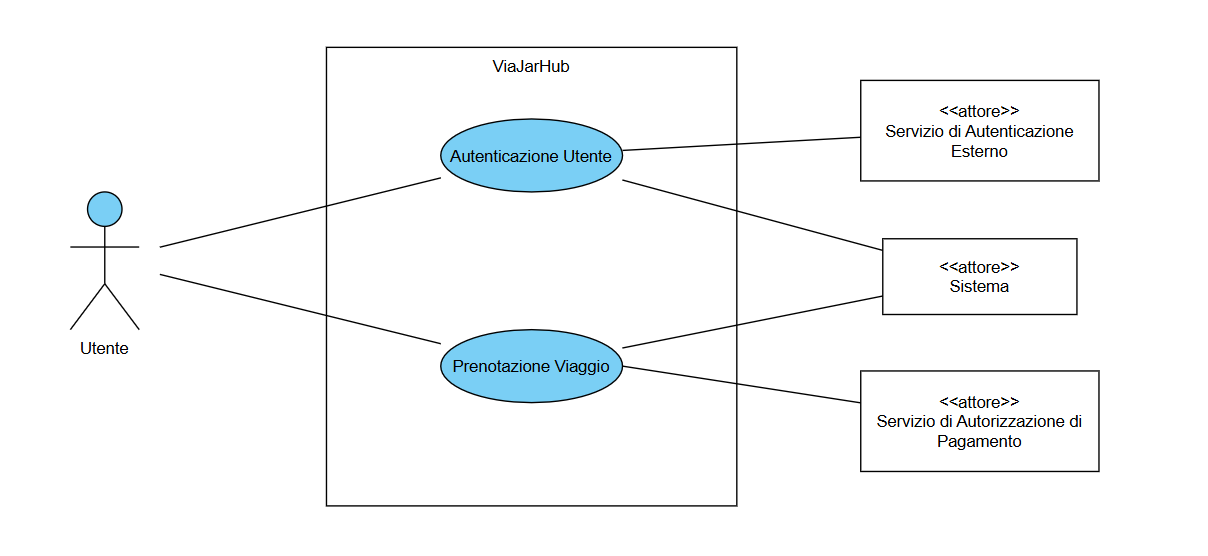 ViaJarHub
<<attore>>
Servizio di Autenticazione
Esterno
Autenticazione Utente
<<attore>>
Sistema
Utente
Prenotazione Viaggio
<<attore>>
Servizio di Autorizzazione di
Pagamento